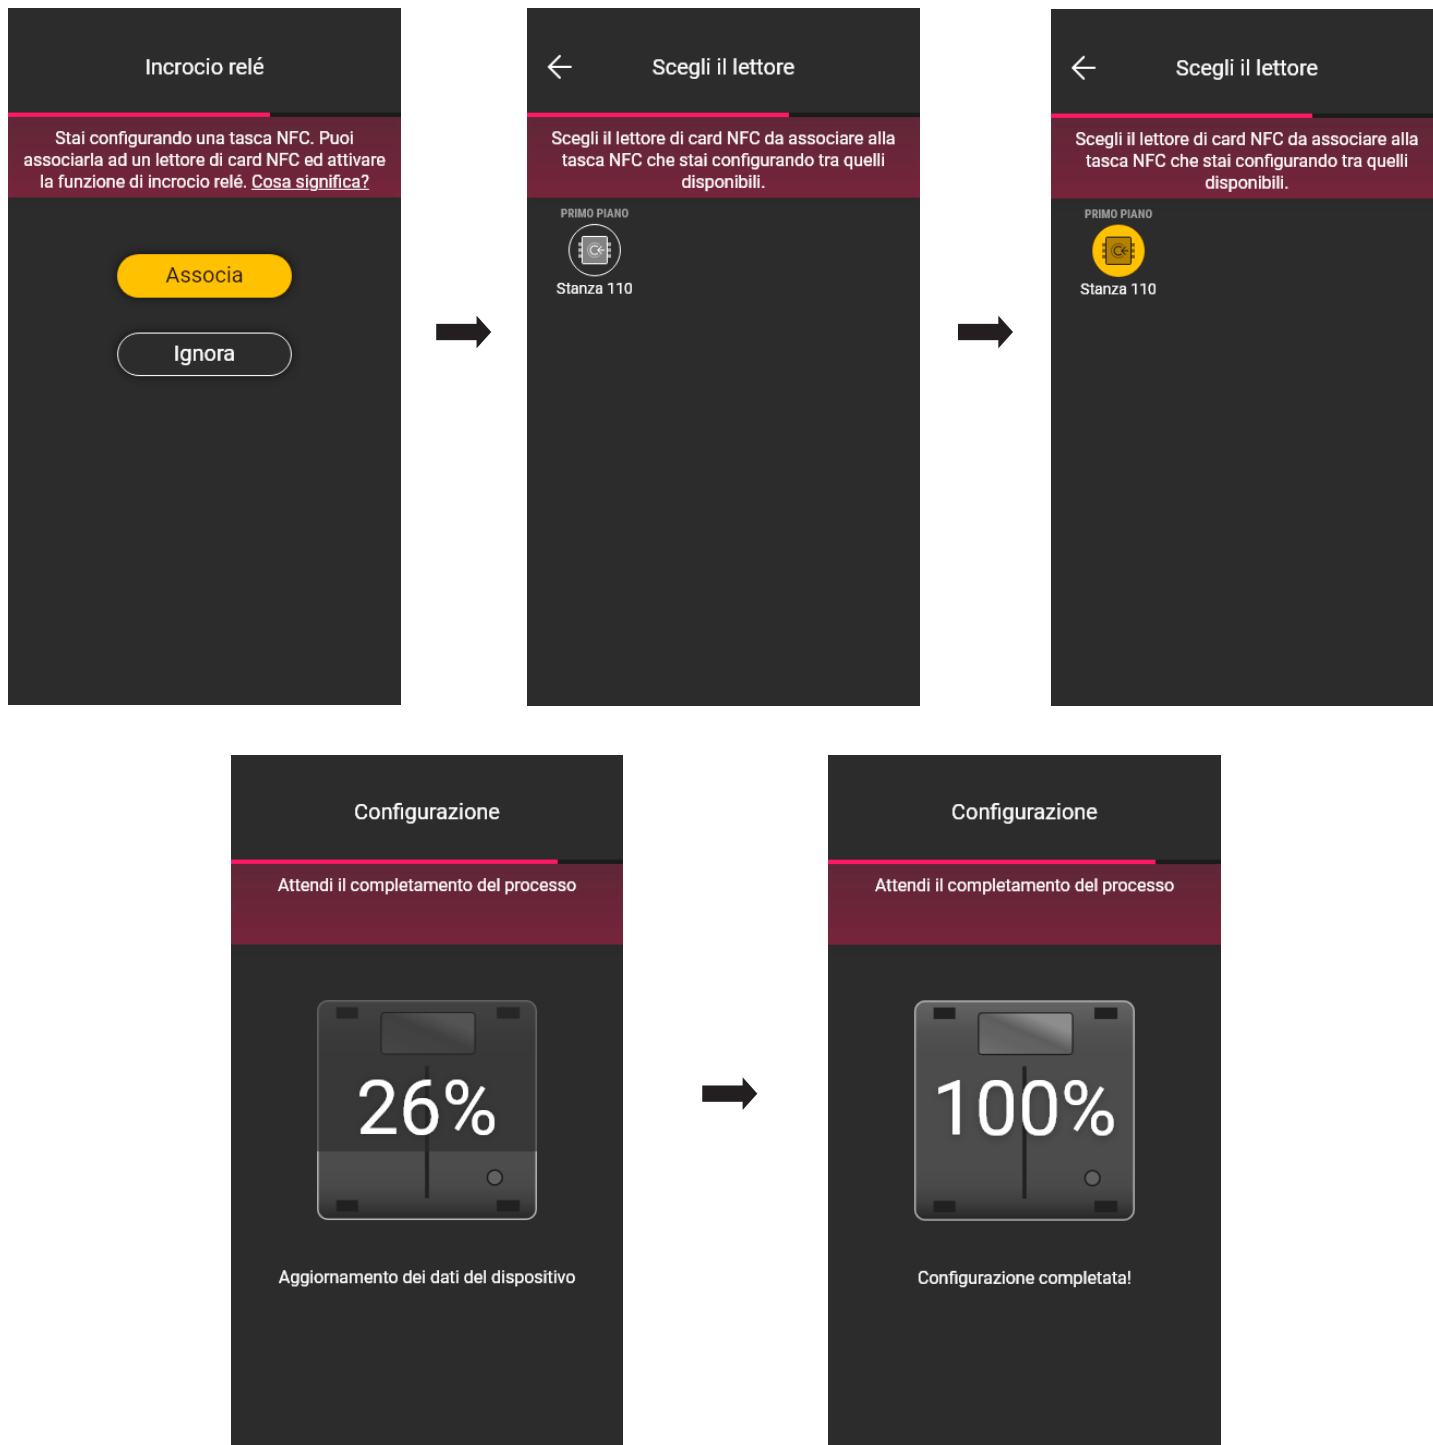 Incrocio relé
Stai configurando una tasca NFC. Puoi
associarla ad un lettore di card NFC ed attivare
la funzione di incrocio relé. Cosa significa?
Associa
Ignora
Scegli il lettore
Scegli il lettore di card NFC da associare alla
tasca NFC che stai configurando tra quelli
disponibili.
PRIMO PIANO
Stanza 110
Scegli il lettore
Scegli il lettore di card NFC da associare alla
tasca NFC che stai configurando tra quelli
disponibili.
PRIMO PIANO
Stanza 110
Configurazione
Attendi il completamento del processo
26%
Aggiornamento dei dati del dispositivo
Configurazione
Attendi il completamento del processo
100%
Configurazione completata!